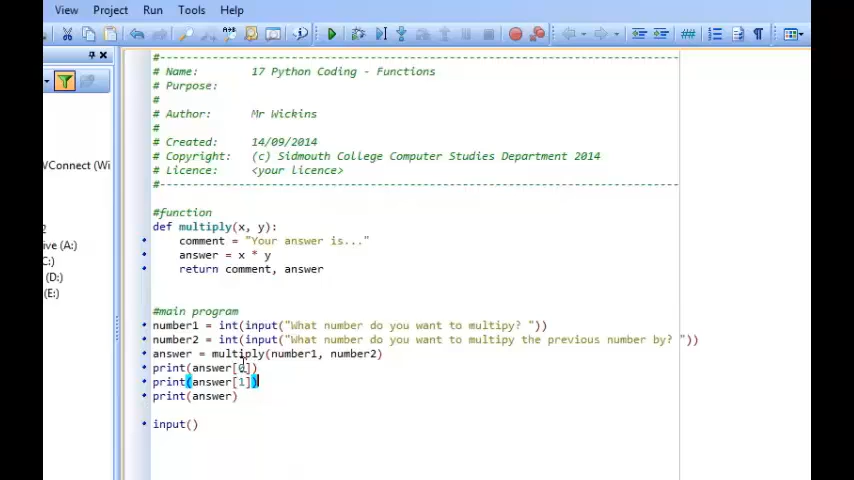 View Project Run Tools Help
#-------------------------------------------------------------------------------
# Name: 17 Python Coding - Functions
# Purpose:
#
# Author: Mr Wickins
#
# Created: 14/09/2014
# Copyright: (c) Sidmouth College Computer Studies Department 2014
# Licence: <your licence>
#-------------------------------------------------------------------------------
#function
def multiply(x, y):
comment = "Your answer is..."
answer = x * y
return comment, answer
#main program
number1 = int(input("What number do you want to multipy? "))
number2 = int(input("What number do you want to multipy the previous number by? "))
answer = multiply(number1, number2)
print(answer[0])
print(answer[1])
print(answer)
input()
WConnect (Wi
2
ive (A:)
C:)
(D:)
(E:)